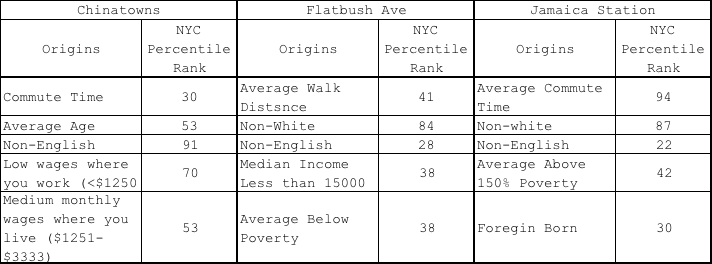 Chinatowns Flatbush Ave Jamaica Station
Origins NYC Percentile Rank Origins NYC Percentile Rank Origins NYC Percentile Rank
Commute Time 30 Average Walk Distsnce 41 Average Commute Time 94
Average Age 53 Non-White 84 Non-white 87
Non-English 91 Non-English 28 Non-English 22
Low wages where you work (<$1250 70 Median Income Less than 15000 38 Average Above 150% Poverty 42
Medium monthly wages where you live ($1251-$3333) 53 Average Below Poverty 38 Foregin Born 30